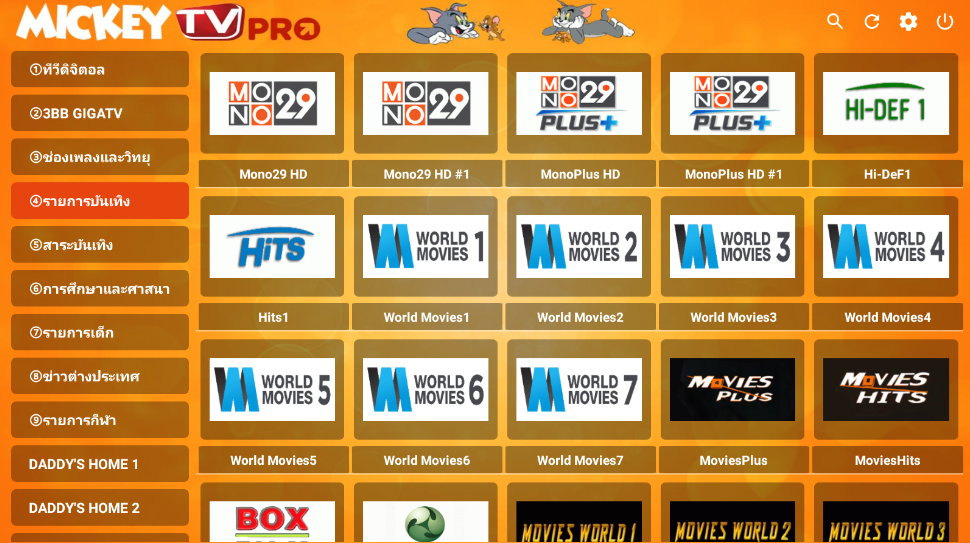 MICKEY TV PRO
①ทีวีดิจิตอล
②3BB GIGATV
③ช่องเพลงและวิทยุ
④รายการบันเทิง
⑤สาระบันเทิง
⑥การศึกษาและศาสนา
⑦รายการเด็ก
⑧ข่าวต่างประเทศ
⑨รายการกีฬา
DADDY'S HOME 1
DADDY'S HOME 2
MONO 29
MONO 29
MONO 29 PLUS+
MONO 29 PLUS+
HI-DEF 1
Mono29 HD
Mono29 HD #1
MonoPlus HD
MonoPlus HD #1
Hi-DeF1
HITS
WORLD MOVIES 1
WORLD MOVIES 2
WORLD MOVIES 3
WORLD MOVIES 4
Hits1
World Movies1
World Movies2
World Movies3
World Movies4
WORLD MOVIES 5
WORLD MOVIES 6
WORLD MOVIES 7
MOVIES PLUS
MOVIES HITS
World Movies5
World Movies6
World Movies7
MoviesPlus
MoviesHits
BOX
MOVIES WORLD 1
MOVIES WORLD 2
MOVIES WORLD 3